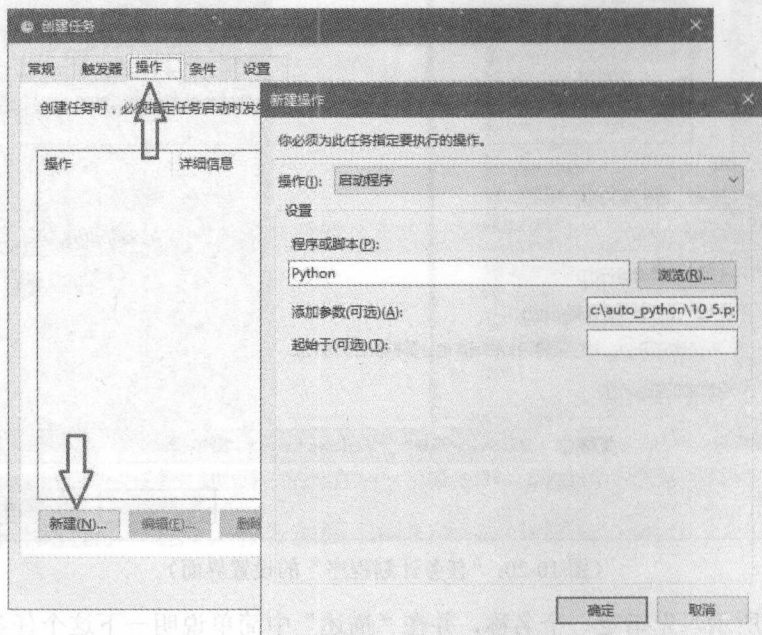 创建任务
常规 触发器 操作 条件 设置
创建任务时，必须指定任务启动时发生
操作 详细信息
新建(N)... 编辑(E)... 删除
新建操作
你必须为此任务指定要执行的操作。
操作(I): 启动程序
设置
程序或脚本(P):
Python 浏览(R)...
添加参数(可选)(A): c:\auto_python\10_5.py
起始于(可选)(T):
确定 取消